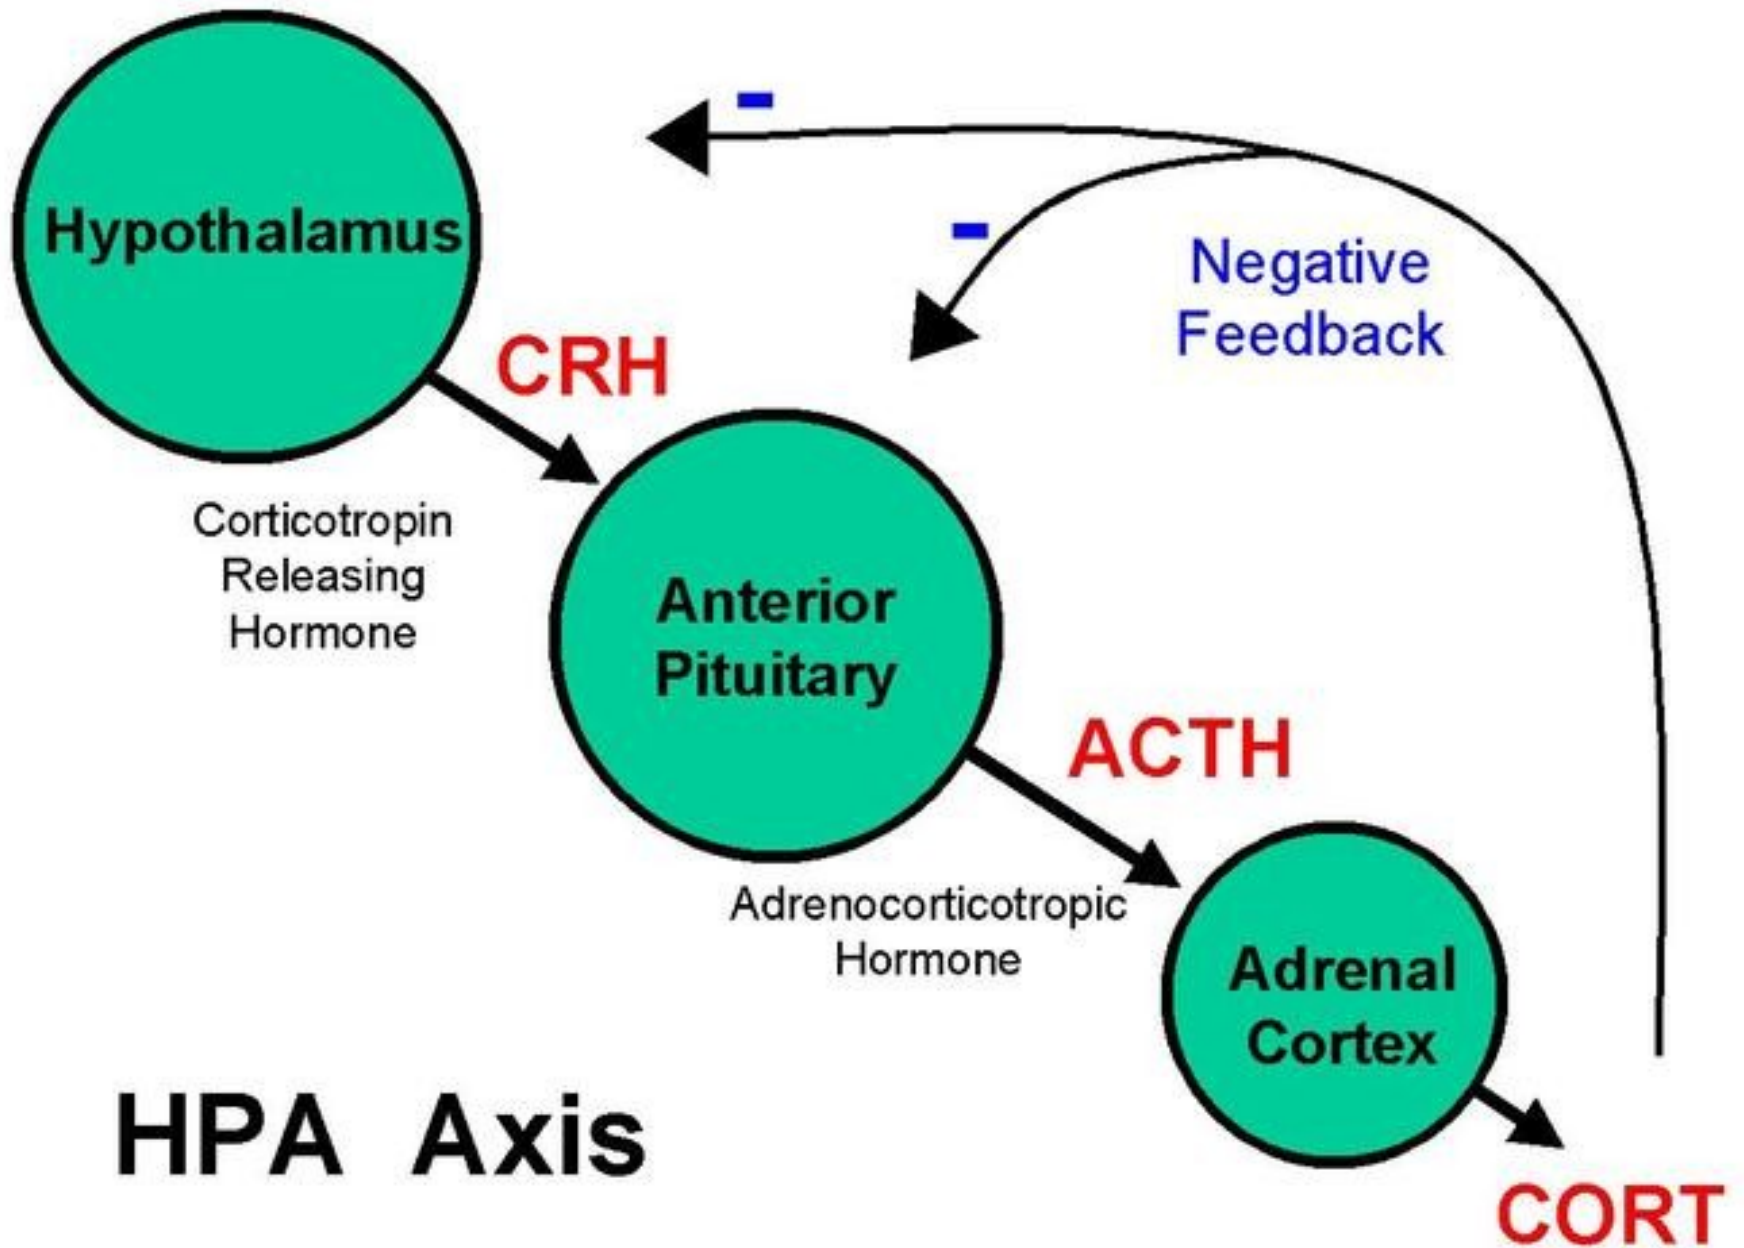 -
Hypothalamus
-
Negative
Feedback
CRH
Corticotropin
Releasing
Hormone
Anterior
Pituitary
ACTH
Adrenocorticotropic
Hormone
Adrenal
Cortex
HPA Axis
CORT